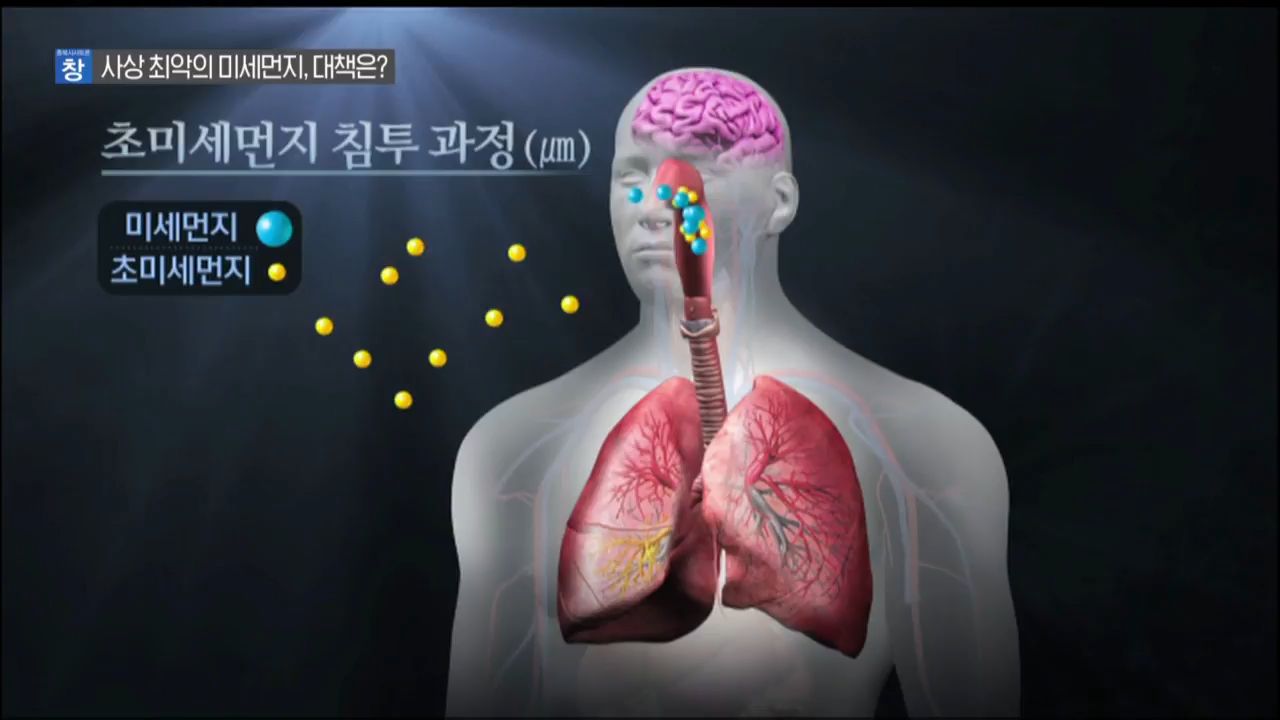 창
사상 최악의 미세먼지, 대책은?
초미세먼지 침투 과정(㎛)
미세먼지
초미세먼지